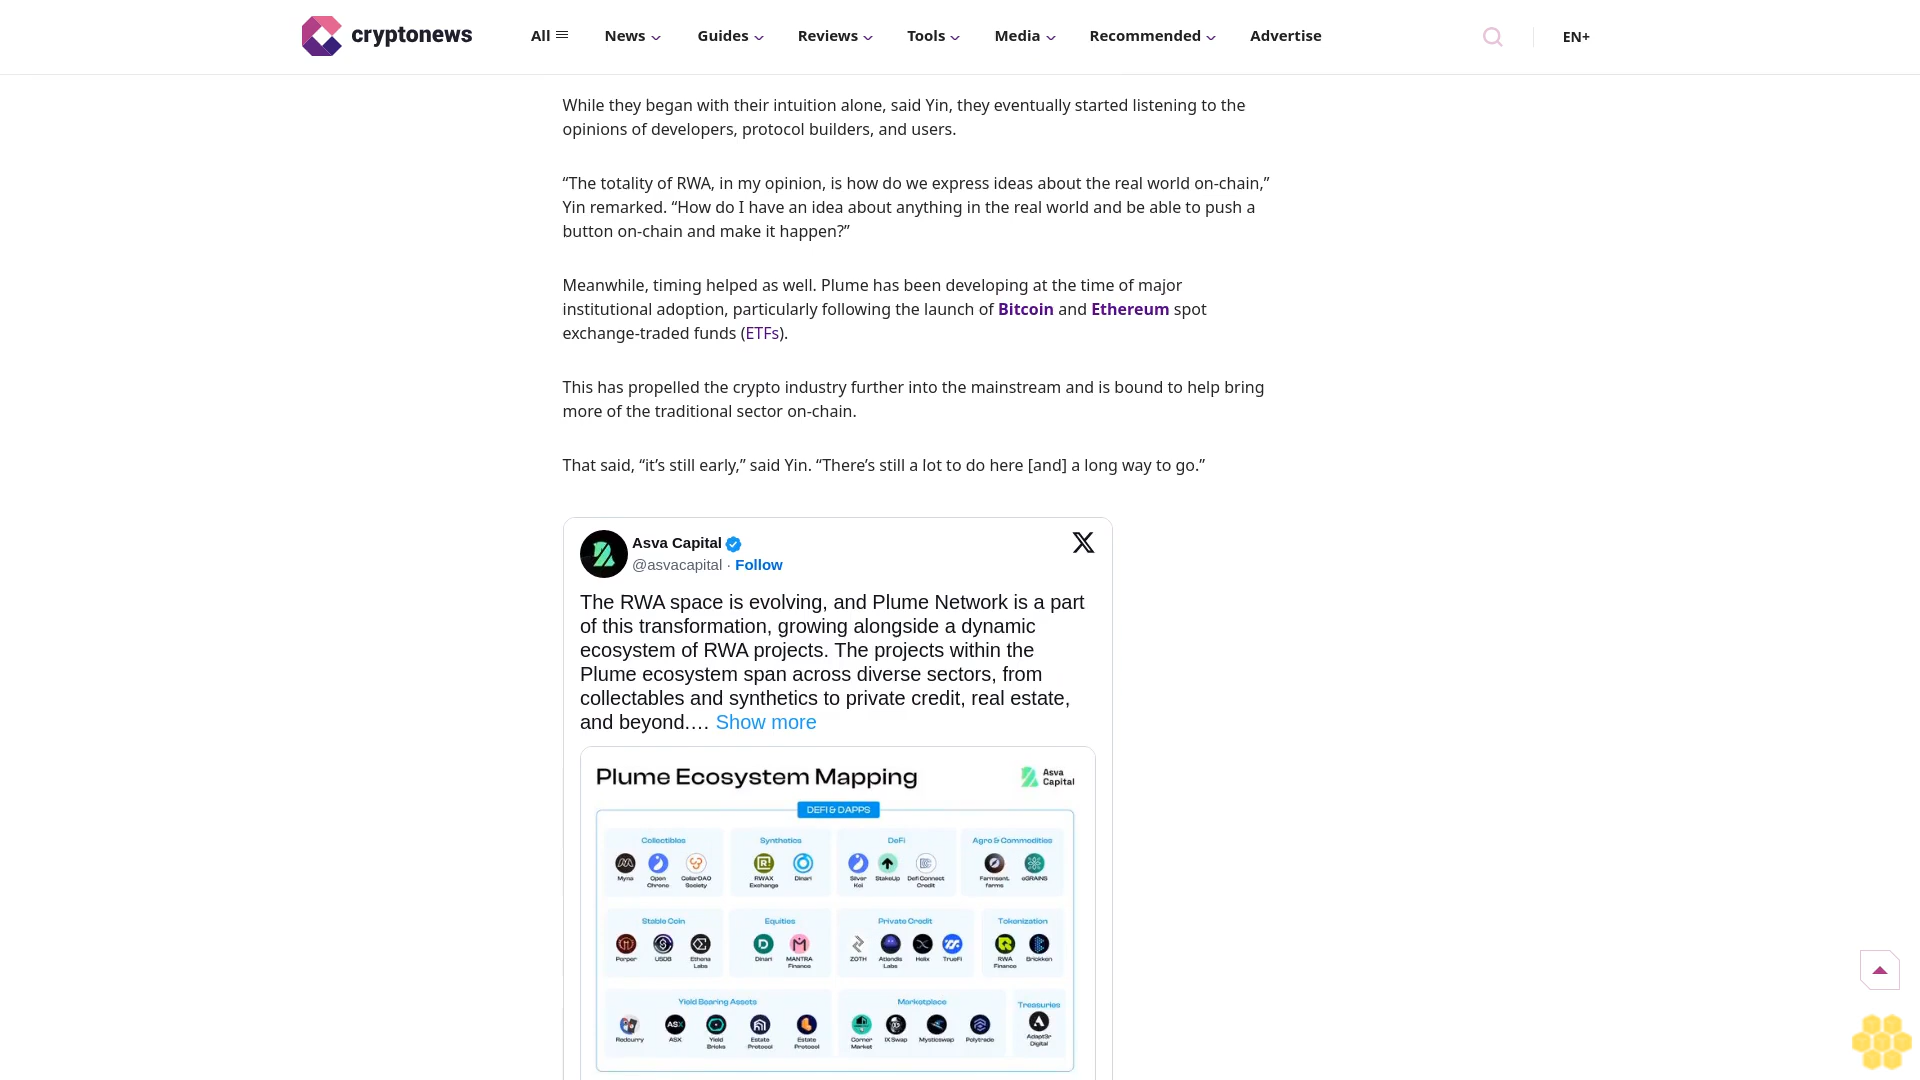 cryptonews
All
News
Guides
Reviews
Tools
Media
Recommended
Advertise
EN+
While they began with their intuition alone, said Yin, they eventually started listening to the
opinions of developers, protocol builders, and users.
“The totality of RWA, in my opinion, is how do we express ideas about the real world on-chain,”
Yin remarked. “How do I have an idea about anything in the real world and be able to push a
button on-chain and make it happen?”
Meanwhile, timing helped as well. Plume has been developing at the time of major
institutional adoption, particularly following the launch of Bitcoin and Ethereum spot
exchange-traded funds (ETFs).
This has propelled the crypto industry further into the mainstream and is bound to help bring
more of the traditional sector on-chain.
That said, “it’s still early,” said Yin. “There’s still a lot to do here [and] a long way to go.”
Asva Capital
@asvacapital · Follow
The RWA space is evolving, and Plume Network is a part
of this transformation, growing alongside a dynamic
ecosystem of RWA projects. The projects within the
Plume ecosystem span across diverse sectors, from
collectables and synthetics to private credit, real estate,
and beyond.… Show more
Plume Ecosystem Mapping
Asva
Capital
DEFI & DAPPS
Collectibles
Synthetics
DeFi
Agro & Commodities
Myna
Open
Chrono
CollarDAO
Society
RWAX
Exchange
Dinari
Silver
Koi
StakeUp
Defi Connect
Credit
Farmsent.
farms
eGRAINS
Stable Coin
Equities
Private Credit
Tokenization
Perper
USDB
Ethena
Labs
Dinari
MANTRA
Finance
ZOTH
Atlendis
Labs
Helix
TrueFi
RWA
Finance
Brickken
Yield Bearing Assets
Marketplace
Treasuries
Redcurry
ASX
Yield
Bricks
Estate
Protocol
Estate
Protocol
Corner
Market
IX Swap
Mysticswap
Polytrade
Adapt3r
Digital